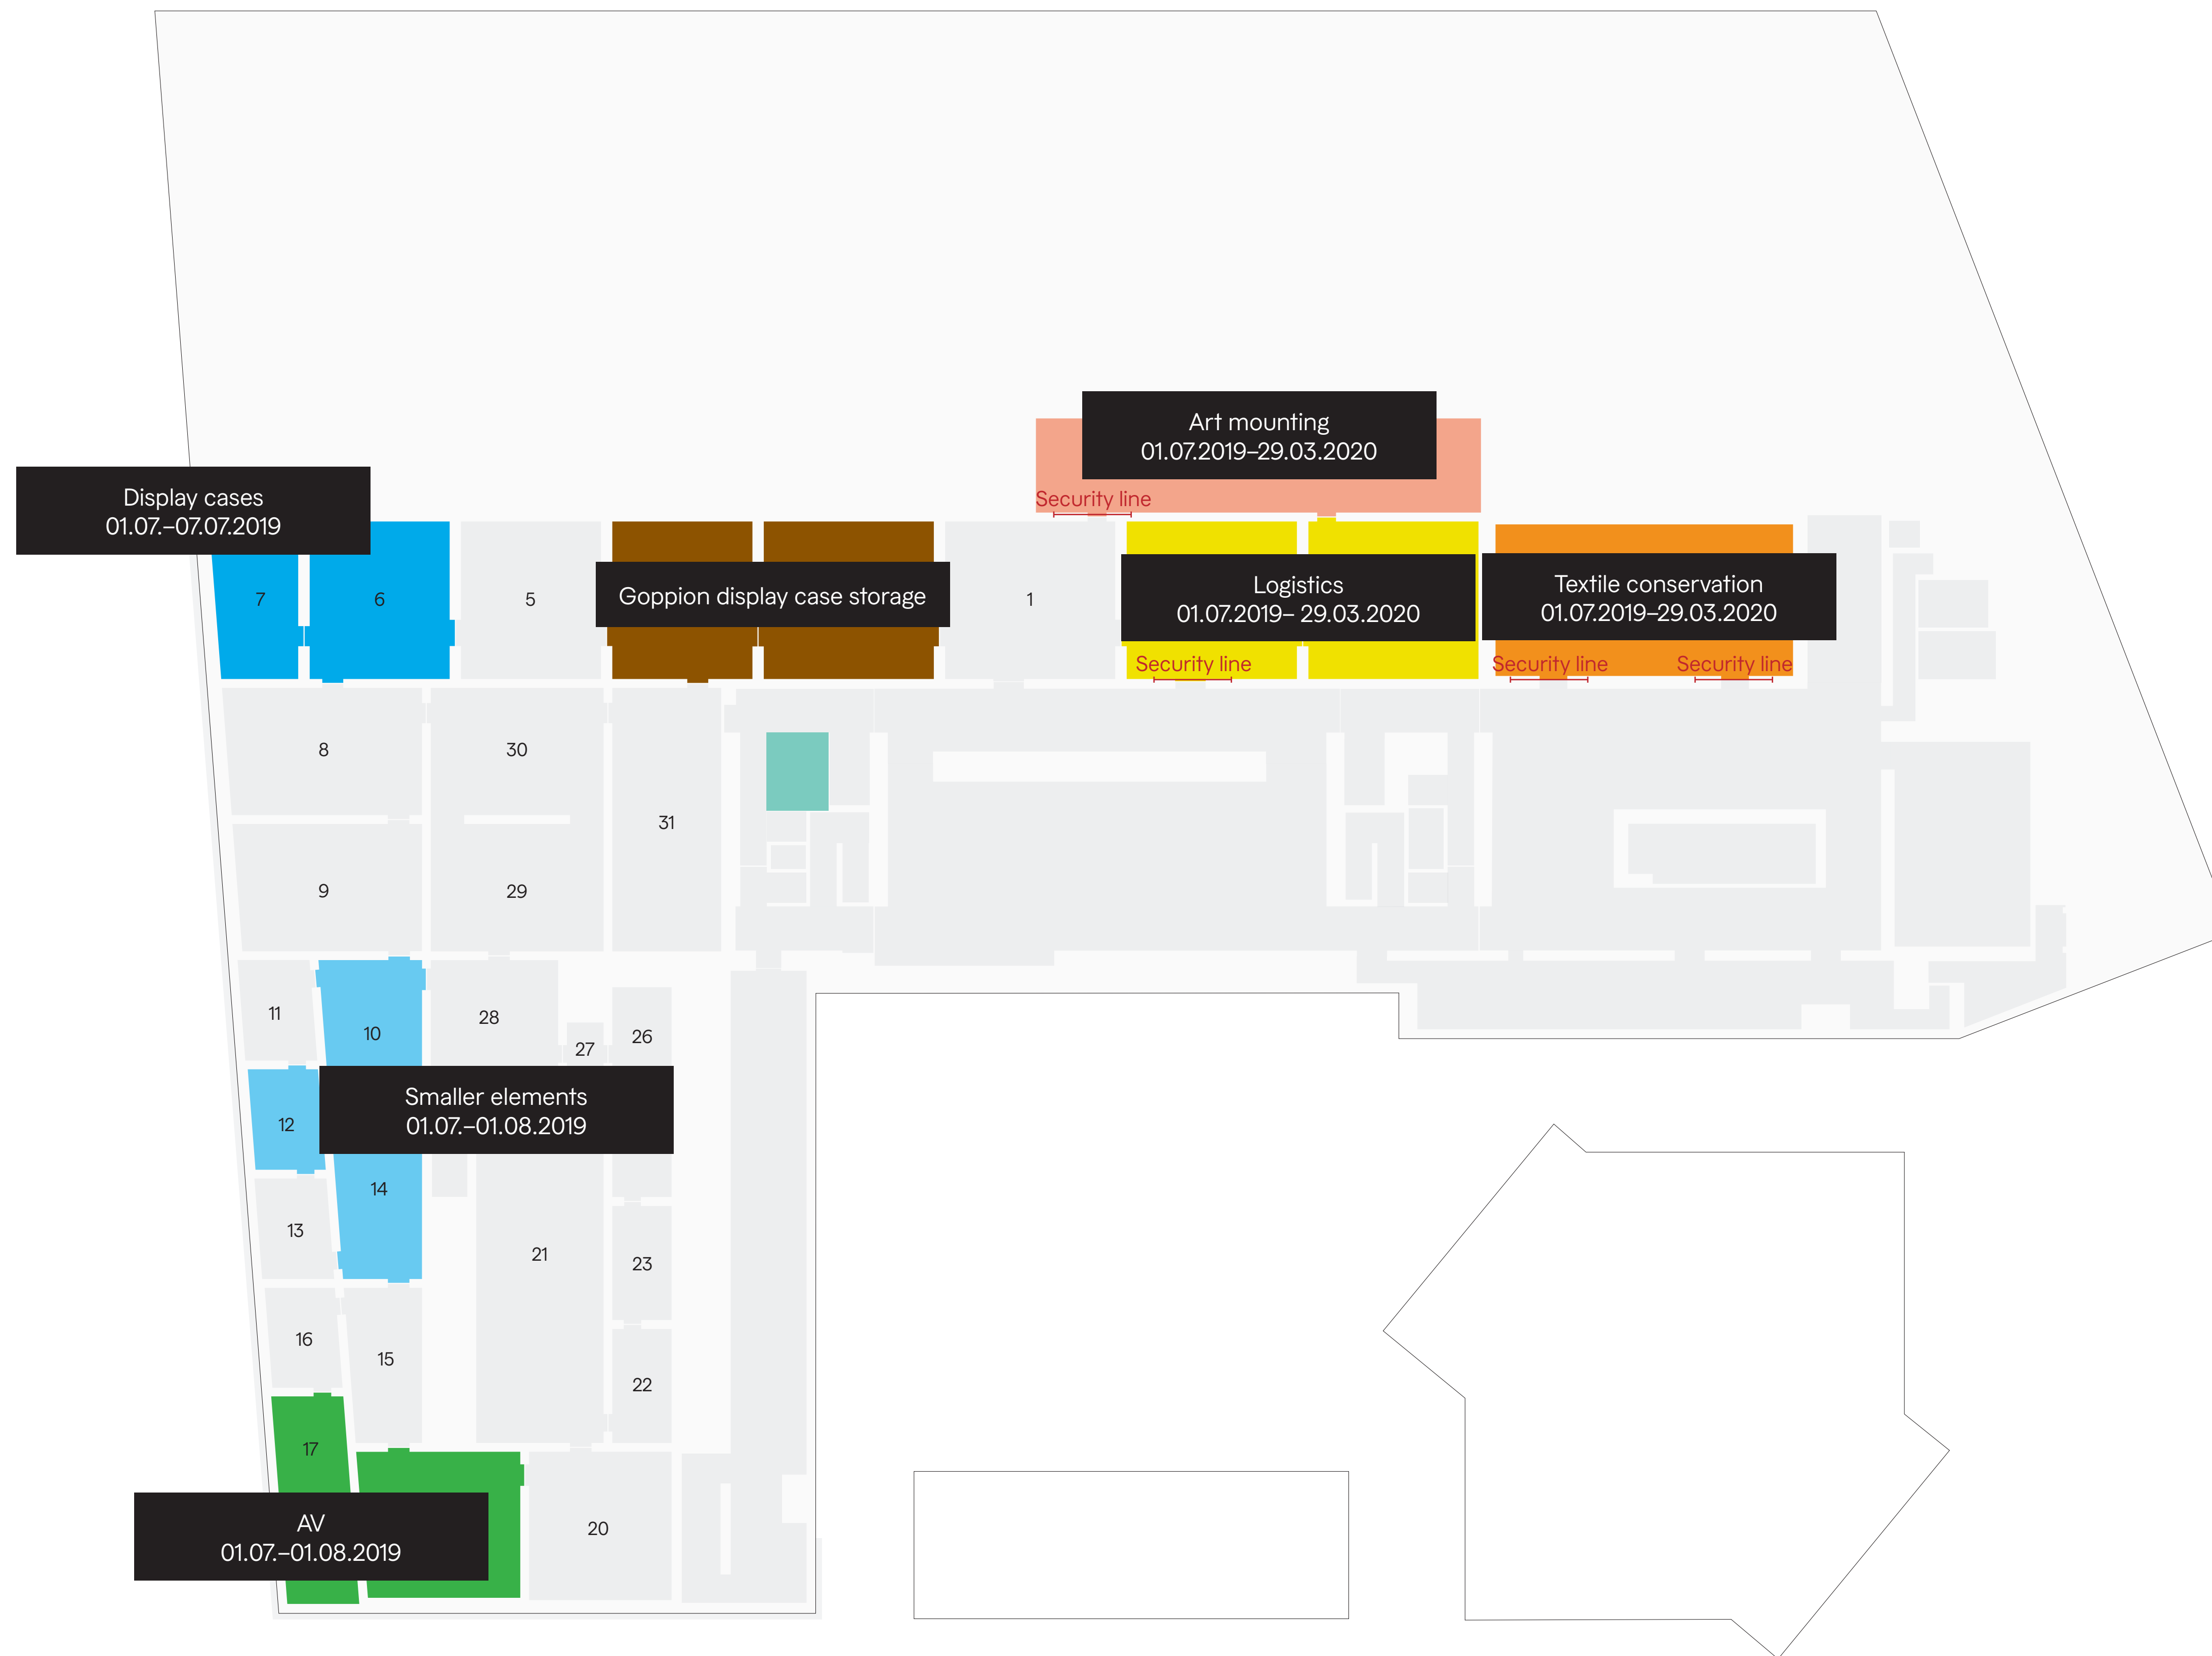 Art mounting
01.07.2019–29.03.2020
Security line
Display cases
01.07.–07.07.2019
7
6
5
Goppion display case storage
1
Logistics
01.07.2019– 29.03.2020
Textile conservation
01.07.2019–29.03.2020
Security line
Security line
Security line
8
30
31
9
29
11
10
28
27
26
12
Smaller elements
01.07.–01.08.2019
14
13
21
23
16
15
22
17
AV
01.07.–01.08.2019
20